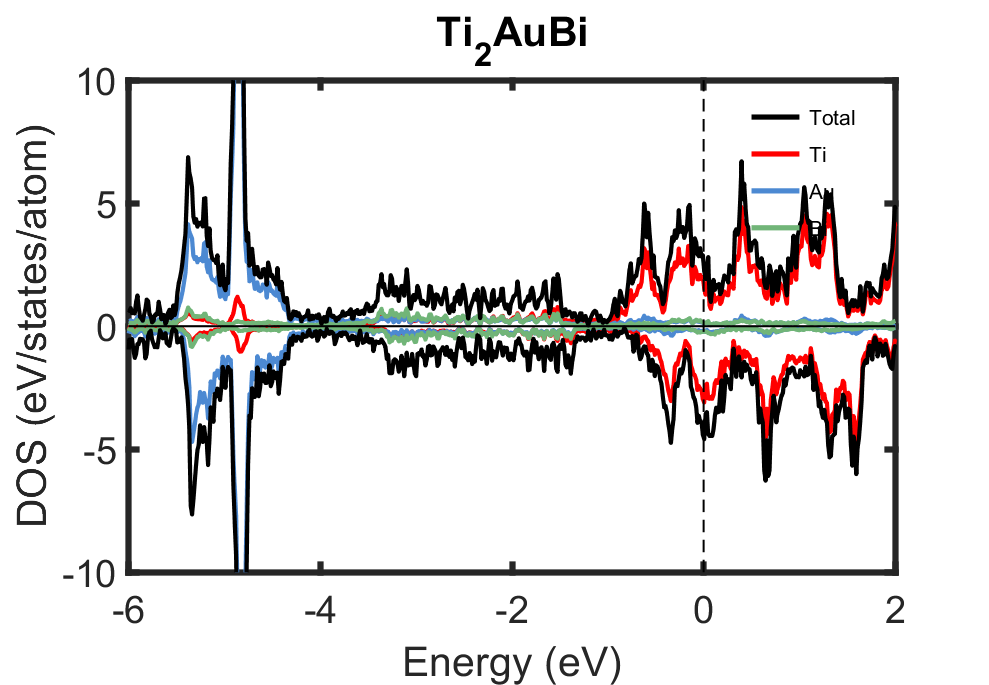 Ti2AuBi
10
5
0
-5
-10
DOS (eV/states/atom)
-6
-4
-2
0
2
Energy (eV)
Total
Ti
Au